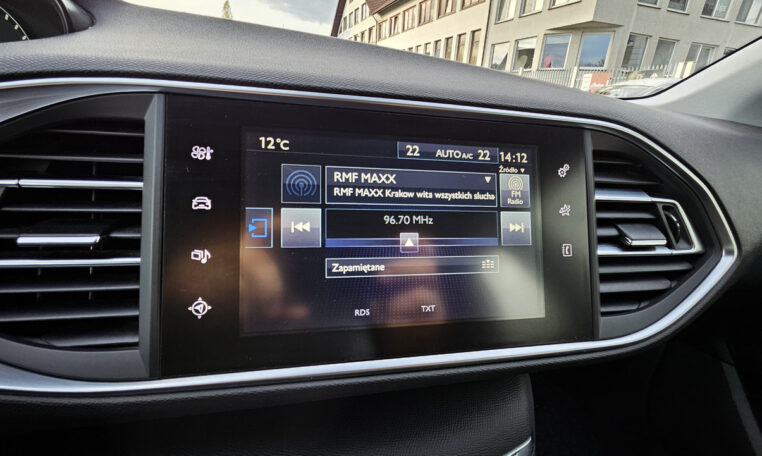 12°C
22 AUTO A/C 22
14:12
Źródło
RMF MAXX
RMF MAXX Krakow wita wszystkich słucha
FM
Radio
96.70 MHz
Zapamiętane
RDS TXT